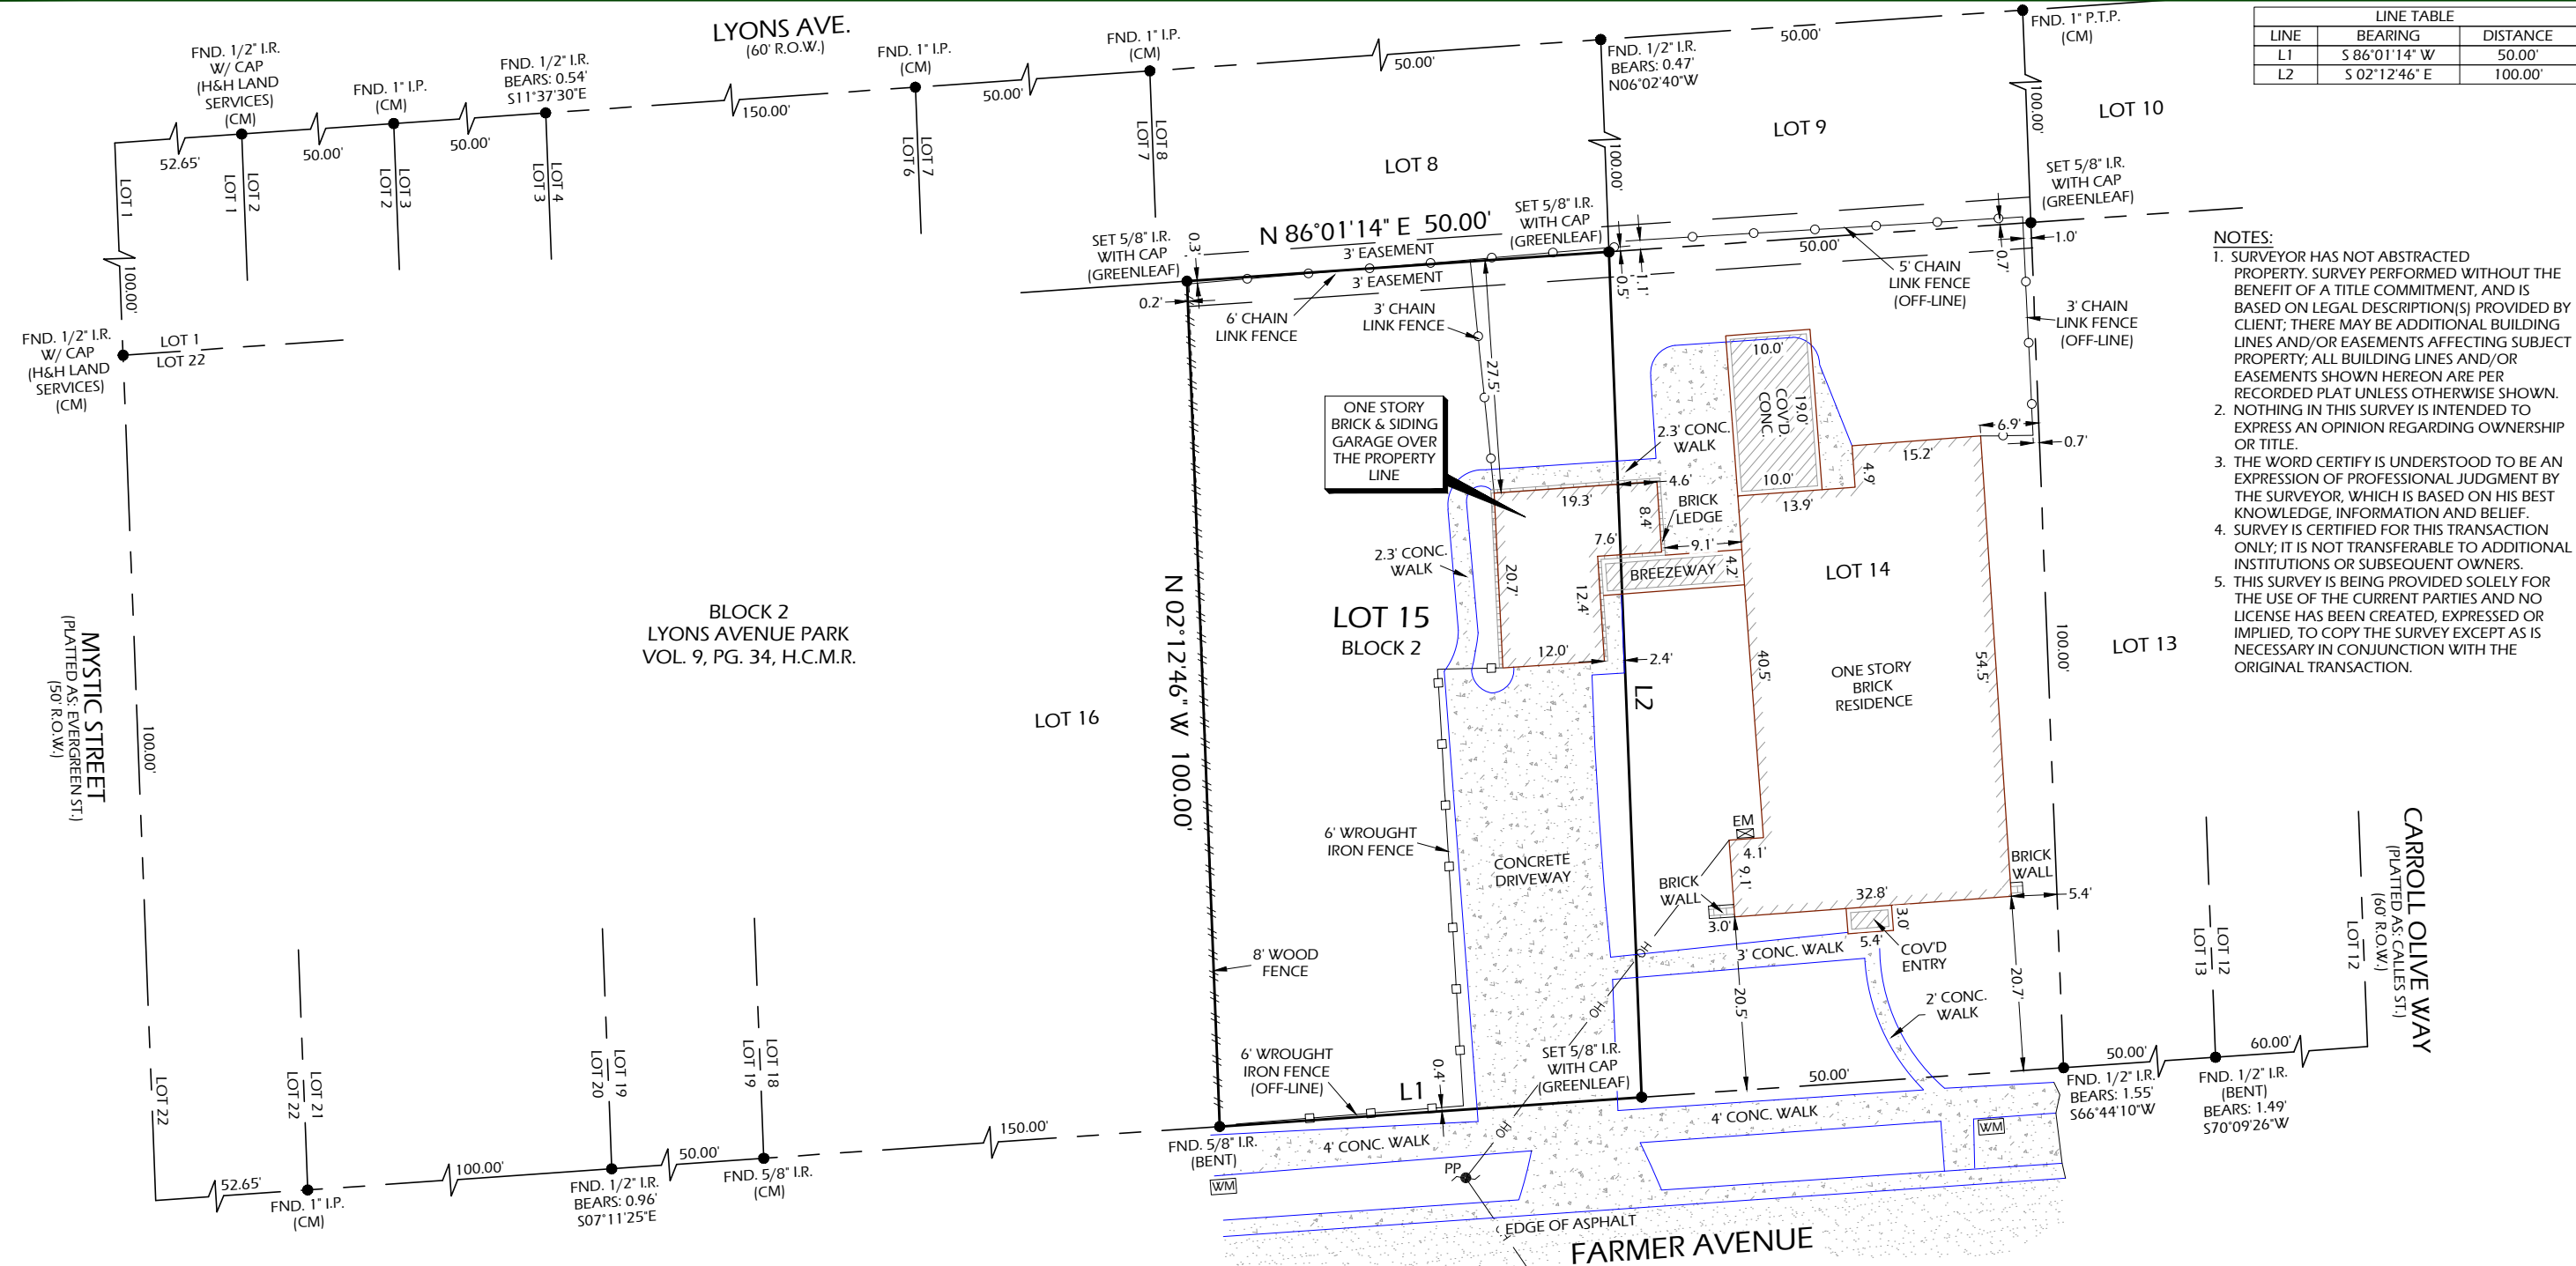 LYONS AVE.
(60' R.O.W.)
FND. 1/2" I.R.
W/ CAP
(H&H LAND
SERVICES)
(CM)
FND. 1" I.P.
(CM)
FND. 1/2" I.R.
BEARS: 0.54'
S11°37'30"E
FND. 1" I.P.
(CM)
FND. 1" I.P.
(CM)
FND. 1/2" I.R.
BEARS: 0.47'
N06°02'40"W
FND. 1" P.T.P.
(CM)
52.65'
50.00'
50.00'
150.00'
50.00'
50.00'
50.00'
LINE TABLE
LINE BEARING DISTANCE
L1 S 86°01'14" W 50.00'
L2 S 02°12'46" E 100.00'
LOT 1
LOT 1
LOT 2
LOT 2
LOT 3
LOT 3
LOT 4
LOT 6
LOT 7
LOT 7
LOT 8
LOT 8
LOT 9
LOT 10
100.00'
100.00'
100.00'
FND. 1/2" I.R.
W/ CAP
(H&H LAND
SERVICES)
(CM)
LOT 1
LOT 22
SET 5/8" I.R.
WITH CAP
(GREENLEAF)
0.3'
0.2'
N 86°01'14" E 50.00'
3' EASEMENT
3' EASEMENT
SET 5/8" I.R.
WITH CAP
(GREENLEAF)
SET 5/8" I.R.
WITH CAP
(GREENLEAF)
50.00'
0.5'
1.1'
1.0'
0.7'
6' CHAIN
LINK FENCE
3' CHAIN
LINK FENCE
5' CHAIN
LINK FENCE
(OFF-LINE)
3' CHAIN
LINK FENCE
(OFF-LINE)
NOTES:
1. SURVEYOR HAS NOT ABSTRACTED
PROPERTY. SURVEY PERFORMED WITHOUT THE
BENEFIT OF A TITLE COMMITMENT, AND IS
BASED ON LEGAL DESCRIPTION(S) PROVIDED BY
CLIENT; THERE MAY BE ADDITIONAL BUILDING
LINES AND/OR EASEMENTS AFFECTING SUBJECT
PROPERTY; ALL BUILDING LINES AND/OR
EASEMENTS SHOWN HEREON ARE PER
RECORDED PLAT UNLESS OTHERWISE SHOWN.
2. NOTHING IN THIS SURVEY IS INTENDED TO
EXPRESS AN OPINION REGARDING OWNERSHIP
OR TITLE.
3. THE WORD CERTIFY IS UNDERSTOOD TO BE AN
EXPRESSION OF PROFESSIONAL JUDGMENT BY
THE SURVEYOR, WHICH IS BASED ON HIS BEST
KNOWLEDGE, INFORMATION AND BELIEF.
4. SURVEY IS CERTIFIED FOR THIS TRANSACTION
ONLY; IT IS NOT TRANSFERABLE TO ADDITIONAL
INSTITUTIONS OR SUBSEQUENT OWNERS.
5. THIS SURVEY IS BEING PROVIDED SOLELY FOR
THE USE OF THE CURRENT PARTIES AND NO
LICENSE HAS BEEN CREATED, EXPRESSED OR
IMPLIED, TO COPY THE SURVEY EXCEPT AS IS
NECESSARY IN CONJUNCTION WITH THE
ORIGINAL TRANSACTION.
27.5'
ONE STORY
BRICK & SIDING
GARAGE OVER
THE PROPERTY
LINE
2.3' CONC.
WALK
10.0'
19.0'
COV'D.
CONC.
10.0'
13.9'
15.2'
4.9'
6.9'
0.7'
19.3'
4.6'
8.4'
BRICK
LEDGE
7.6'
9.1'
4.2'
BREEZEWAY
2.3' CONC.
WALK
20.7'
12.4'
12.0'
2.4'
LOT 14
LOT 15
BLOCK 2
BLOCK 2
LYONS AVENUE PARK
VOL. 9, PG. 34, H.C.M.R.
N 02°12'46" W 100.00'
LOT 16
L2
40.5'
ONE STORY
BRICK
RESIDENCE
54.5'
100.00'
LOT 13
MYSTIC STREET
(PLATTED AS: EVERGREEN ST.)
(50' R.O.W.)
100.00'
6' WROUGHT
IRON FENCE
CONCRETE
DRIVEWAY
EM
4.1'
9.1'
BRICK
WALL
3.0'
32.8'
BRICK
WALL
5.4'
5.4'
3.0'
COV'D
ENTRY
3' CONC. WALK
20.5'
20.7'
2' CONC.
WALK
CARROLL OLIVE WAY
(PLATTED AS: CALLES ST.)
(60' R.O.W.)
LOT 13
LOT 12
LOT 12
8' WOOD
FENCE
OH
OH
OH
6' WROUGHT
IRON FENCE
(OFF-LINE)
0.4'
L1
SET 5/8" I.R.
WITH CAP
(GREENLEAF)
50.00'
50.00'
60.00'
FND. 1/2" I.R.
BEARS: 1.55'
S66°44'10"W
FND. 1/2" I.R.
(BENT)
BEARS: 1.49'
S70°09'26"W
LOT 22
LOT 22
LOT 21
LOT 20
LOT 19
LOT 19
LOT 18
52.65'
100.00'
50.00'
150.00'
FND. 1" I.P.
(CM)
FND. 1/2" I.R.
BEARS: 0.96'
S07°11'25"E
FND. 5/8" I.R.
(CM)
FND. 5/8" I.R.
(BENT)
4' CONC. WALK
4' CONC. WALK
WM
WM
PP
EDGE OF ASPHALT
FARMER AVENUE